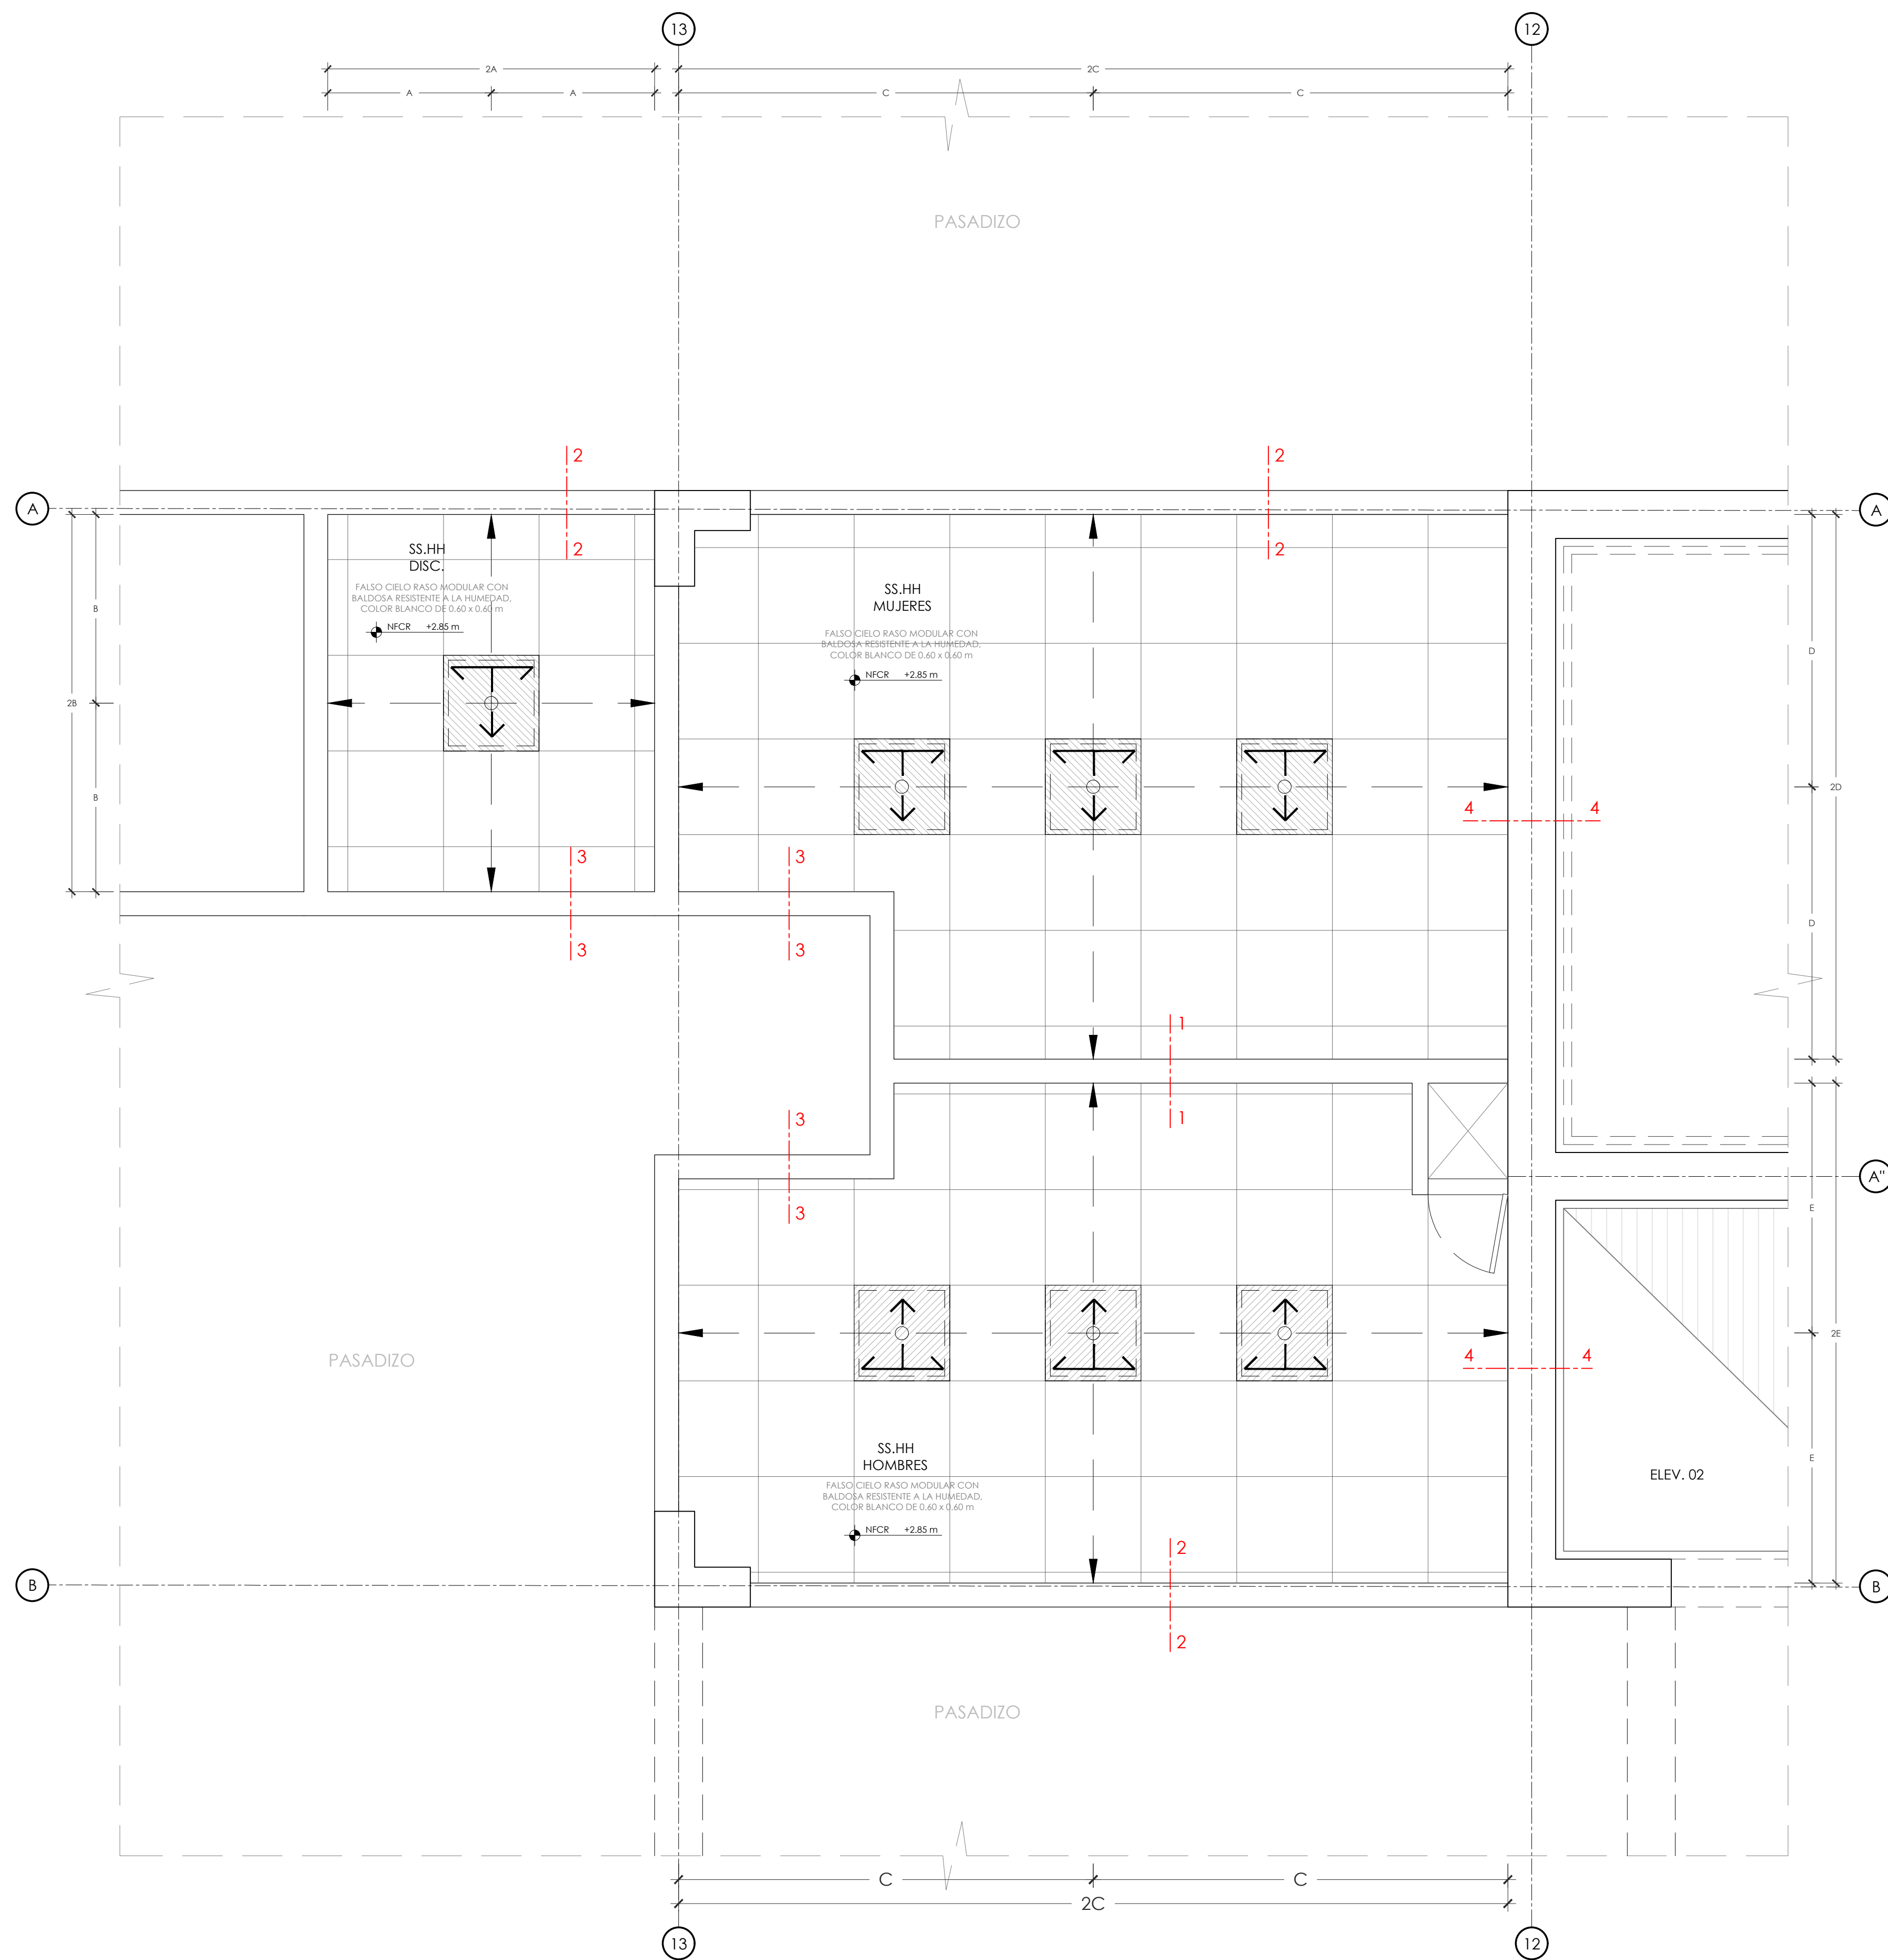 13
12
2A
2C
A
A
C
C
PASADIZO
2
2
A
A
2
2
SS.HH
DISC.
FALSO CIELO RASO MODULAR CON
BALDOSA RESISTENTE A LA HUMEDAD,
COLOR BLANCO DE 0.60 x 0.60 m
NFCR +2.85 m
SS.HH
MUJERES
FALSO CIELO RASO MODULAR CON
BALDOSA RESISTENTE A LA HUMEDAD,
COLOR BLANCO DE 0.60 x 0.60 m
NFCR +2.85 m
B
D
2B
2D
B
4
4
3
3
D
3
3
1
1
3
3
A"
E
PASADIZO
2E
4
4
SS.HH
HOMBRES
FALSO CIELO RASO MODULAR CON
BALDOSA RESISTENTE A LA HUMEDAD,
COLOR BLANCO DE 0.60 x 0.60 m
NFCR +2.85 m
E
ELEV. 02
2
B
B
2
PASADIZO
C
C
2C
13
12